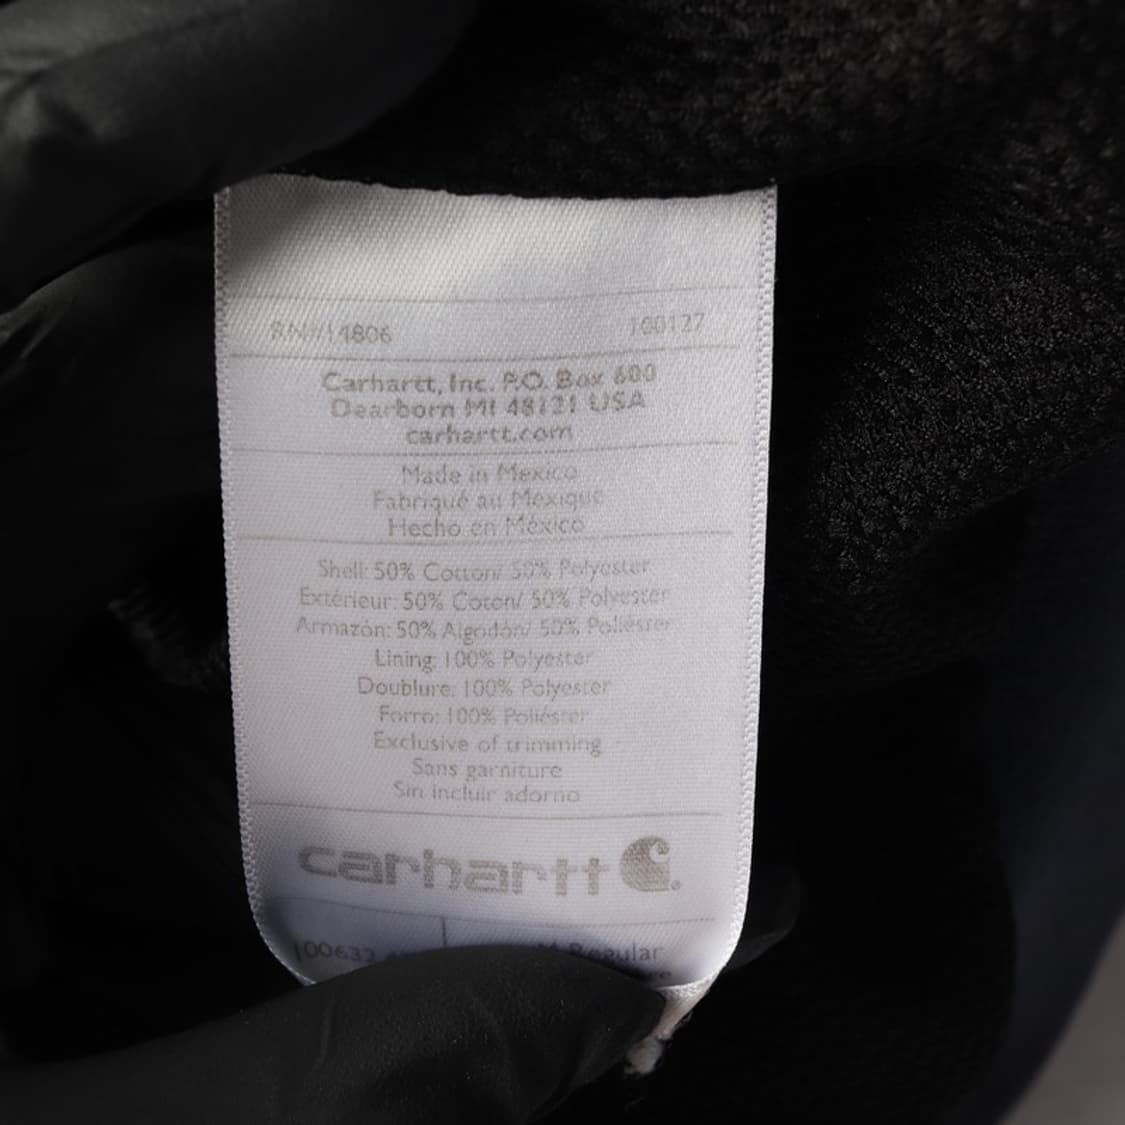 RN#14806 100127
Carhartt, Inc. P.O. Box 600
Dearborn MI 48121 USA
carhartt.com
Made in Mexico
Fabriqué au Mexique
Hecho en México
Shell: 50% Cotton/ 50% Polyester
Extérieur: 50% Coton/ 50% Polyester
Armazón: 50% Algodón/ 50% Poliéster
Lining: 100% Polyester
Doublure: 100% Polyester
Forro: 100% Poliéster
Exclusive of trimming
Sans garniture
Sin incluir adorno
carhartt
100632 M Regular